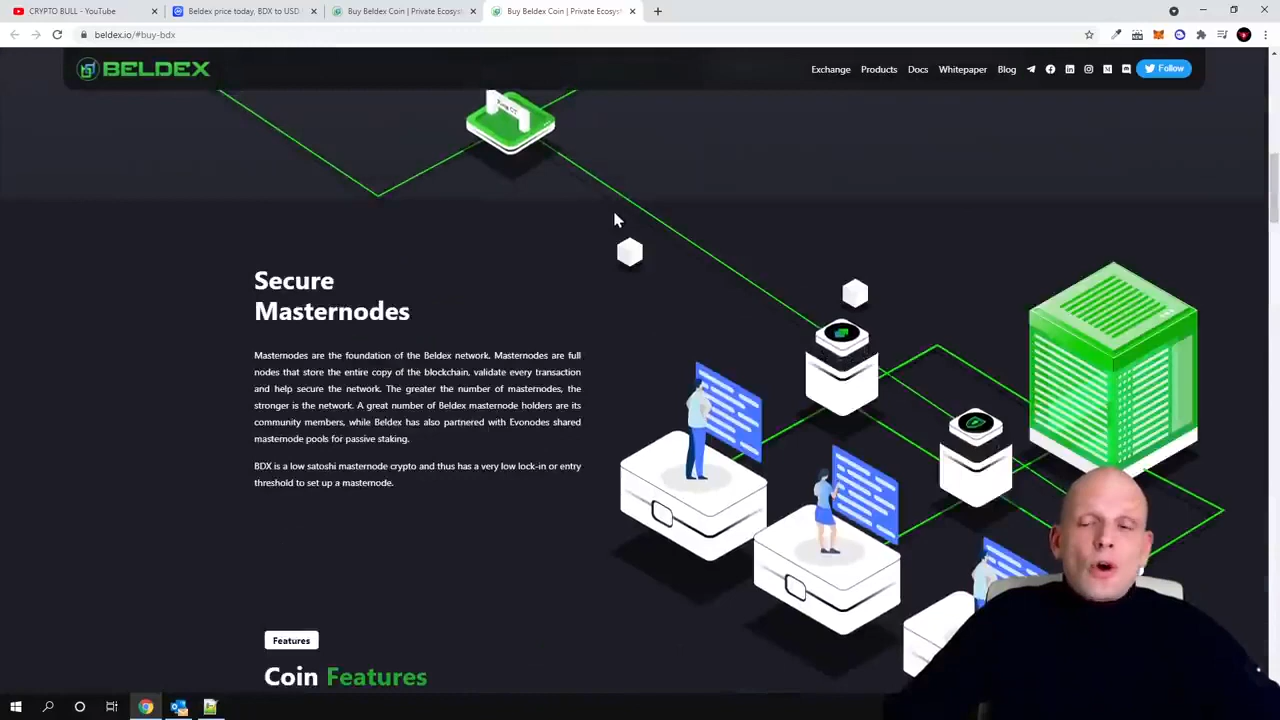 CRYPTO BULL - YouTube
Beldex price today, BDX to USD
Buy Beldex Coin | Private Ecosyst
Buy Beldex Coin | Private Ecosyst
beldex.io/#buy-bdx
BELDEX
Exchange Products Docs Whitepaper Blog Follow
Secure
Masternodes
Masternodes are the foundation of the Beldex network. Masternodes are full
nodes that store the entire copy of the blockchain, validate every transaction
and help secure the network. The greater the number of masternodes, the
stronger is the network. A great number of Beldex masternode holders are its
community members, while Beldex has also partnered with Evonodes shared
masternode pools for passive staking.
BDX is a low satoshi masternode crypto and thus has a very low lock-in or entry
threshold to set up a masternode.
Features
Coin Features